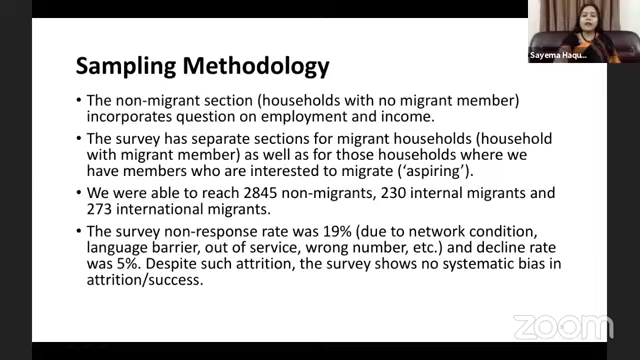 Sampling Methodology
• The non-migrant section (households with no migrant member)
incorporates question on employment and income.
• The survey has separate sections for migrant households (household
with migrant member) as well as for those households where we
have members who are interested to migrate ('aspiring').
• We were able to reach 2845 non-migrants, 230 internal migrants and
273 international migrants.
• The survey non-response rate was 19% (due to network condition,
language barrier, out of service, wrong number, etc.) and decline rate
was 5%. Despite such attrition, the survey shows no systematic bias in
attrition/success.
Sayema Haqu...
zoom